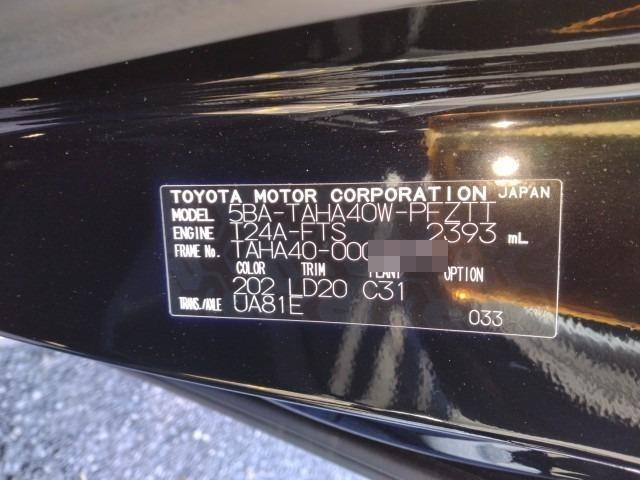 TOYOTA MOTOR CORPORATION JAPAN
MODEL 5BA-TAHA40W-PFZTT
ENGINE T24A-FTS 2393 mL
FRAME No. TAHA40-000
COLOR TRIM PLANT OPTION
202 LD20 C31
TRANS./AXLE UA81E
033